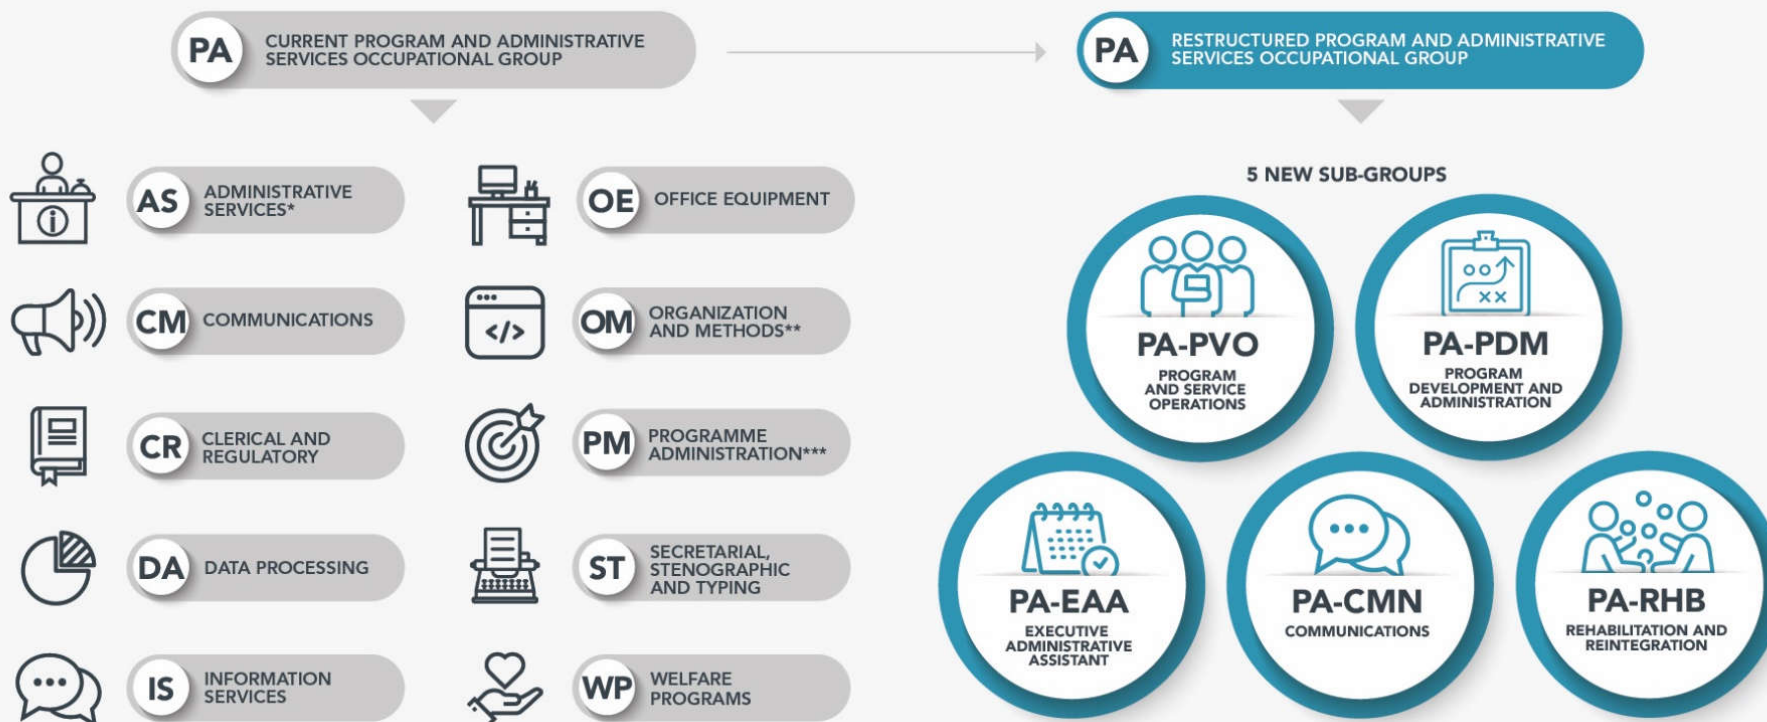 PA
CURRENT PROGRAM AND ADMINISTRATIVE
SERVICES OCCUPATIONAL GROUP
PA
RESTRUCTURED PROGRAM AND ADMINISTRATIVE
SERVICES OCCUPATIONAL GROUP
AS
ADMINISTRATIVE
SERVICES*
CM
COMMUNICATIONS
CR
CLERICAL AND
REGULATORY
DA
DATA PROCESSING
IS
INFORMATION
SERVICES
OE
OFFICE EQUIPMENT
</>
OM
ORGANIZATION
AND METHODS**
PM
PROGRAMME
ADMINISTRATION***
ST
SECRETARIAL,
STENOGRAPHIC
AND TYPING
WP
WELFARE
PROGRAMS
5 NEW SUB-GROUPS
PA-PVO
PROGRAM
AND SERVICE
OPERATIONS
PA-PDM
PROGRAM
DEVELOPMENT AND
ADMINISTRATION
PA-EAA
EXECUTIVE
ADMINISTRATIVE
ASSISTANT
PA-CMN
COMMUNICATIONS
PA-RHB
REHABILITATION AND
REINTEGRATION